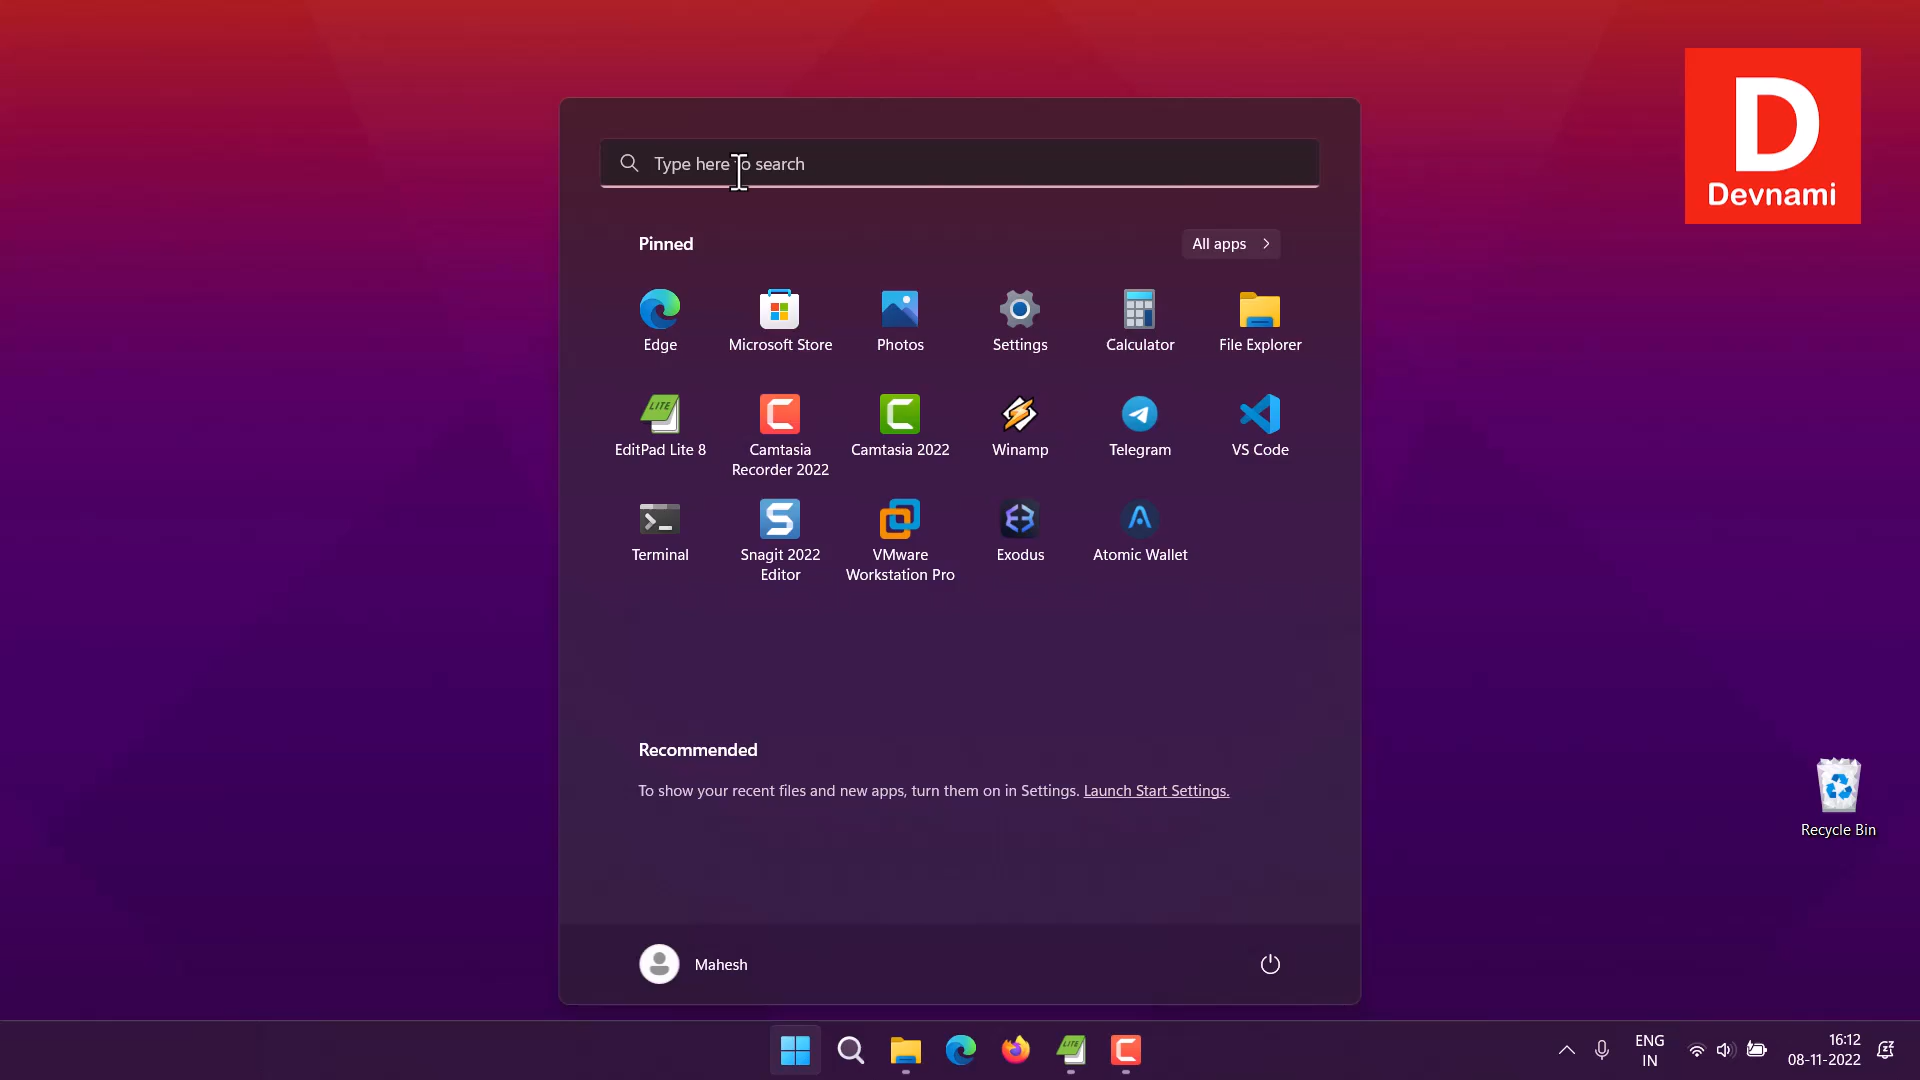 D
Devnami
Type here to search
Pinned
All apps
Edge
Microsoft Store
Photos
Settings
Calculator
File Explorer
LITE
EditPad Lite 8
Camtasia
Recorder 2022
Camtasia 2022
Winamp
Telegram
VS Code
Terminal
Snagit 2022
Editor
VMware
Workstation Pro
Exodus
Atomic Wallet
Recommended
To show your recent files and new apps, turn them on in Settings. Launch Start Settings.
Recycle Bin
Mahesh
LITE
ENG
IN
16:12
08-11-2022